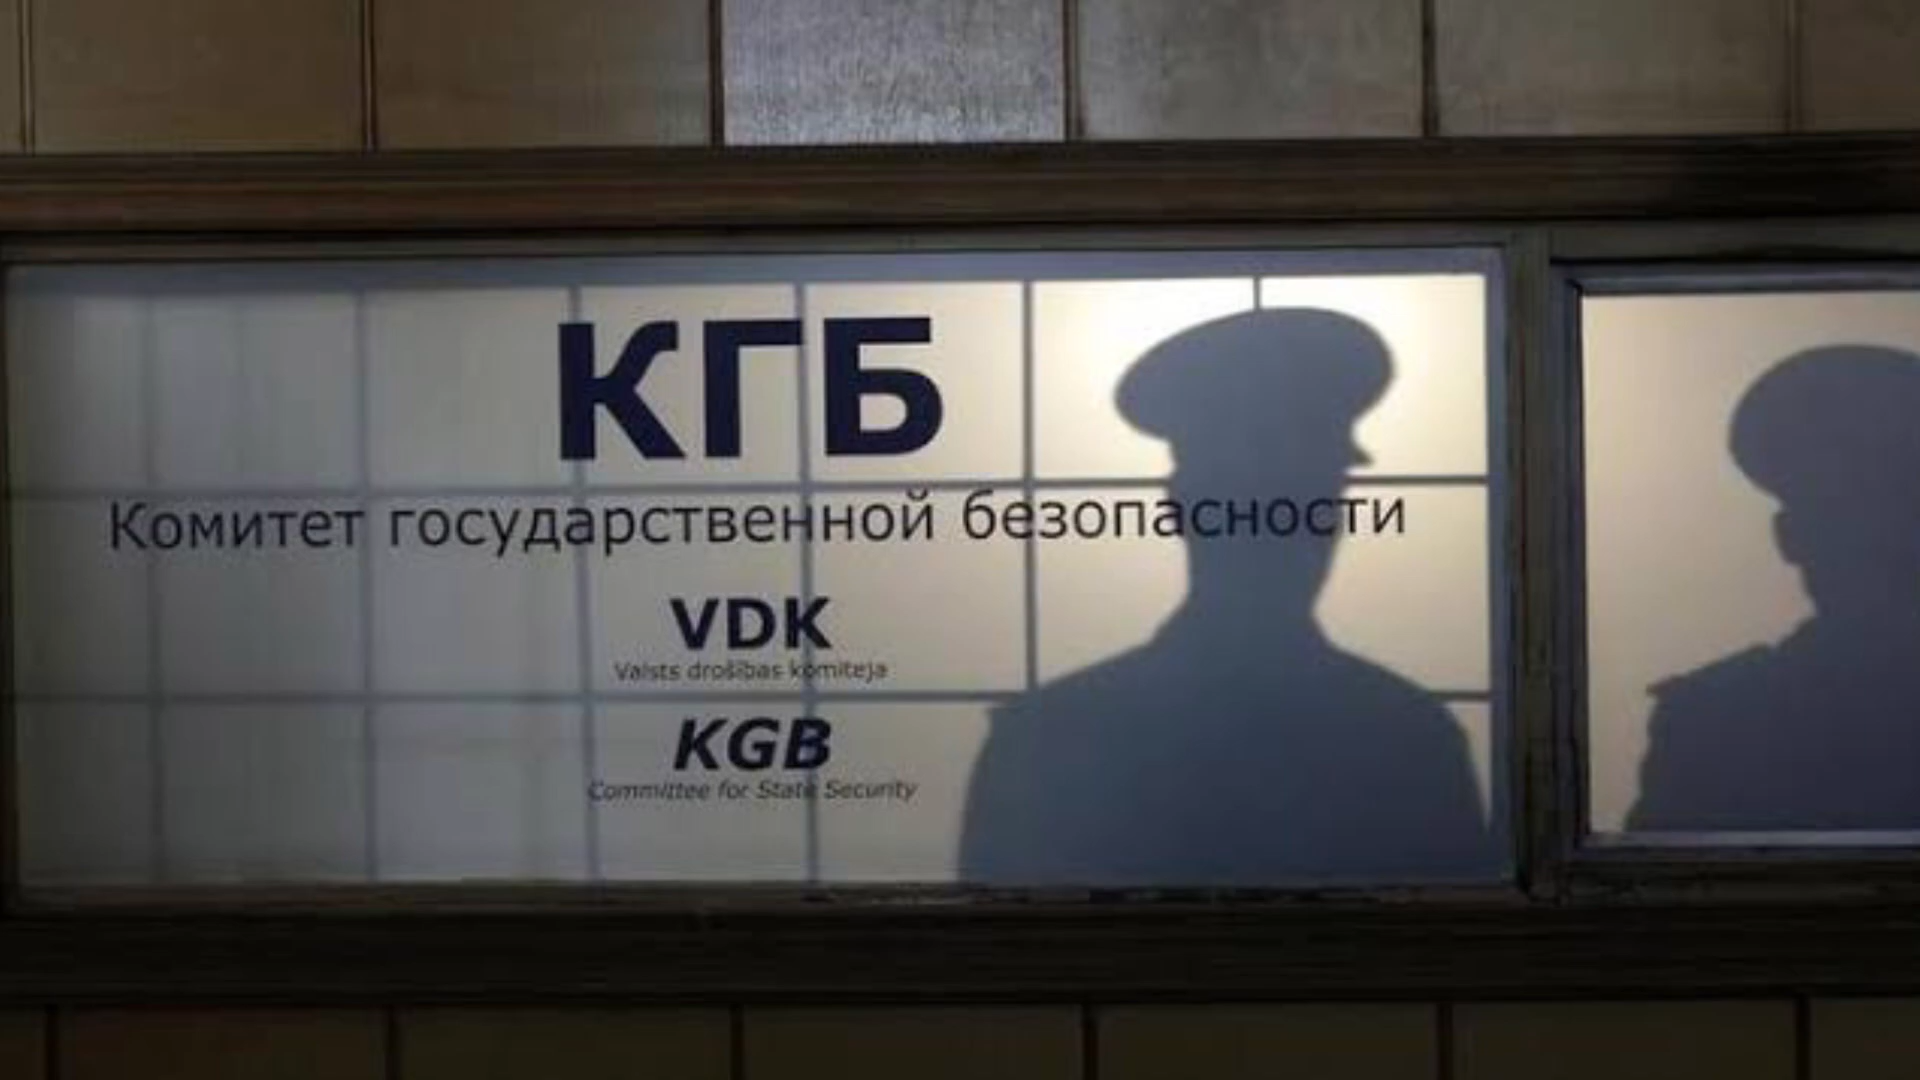 КГБ
Комитет государственной безопасности
VDK
Valsts drošības komiteja
KGB
Committee for State Security